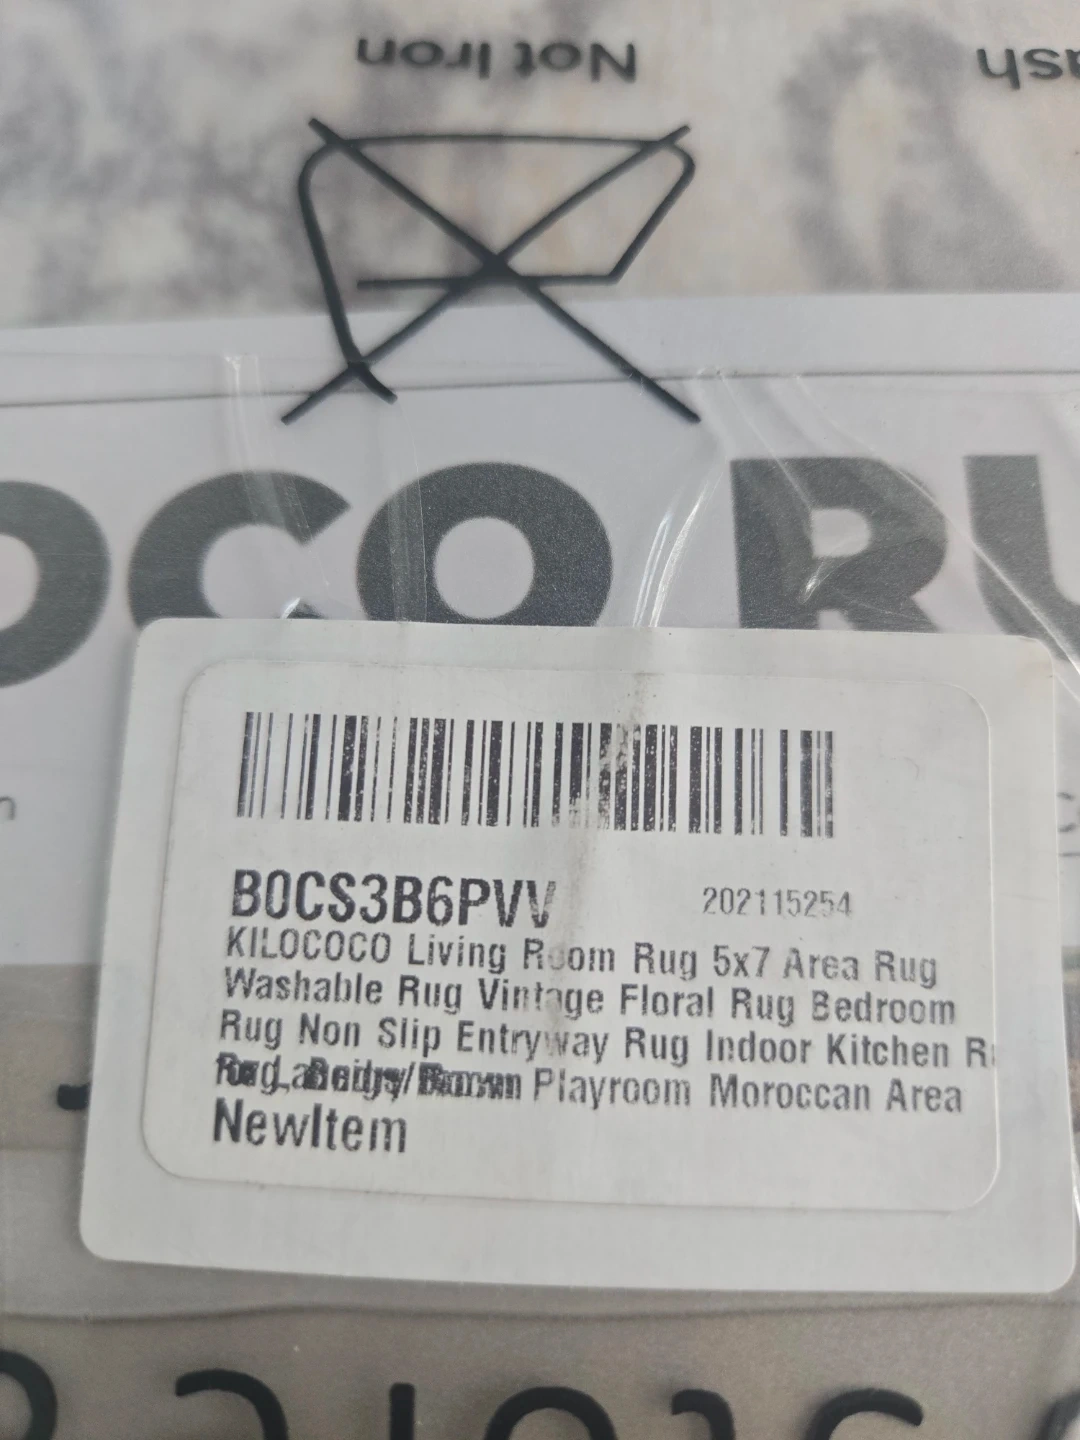 Not Iron
OCO RU
B0CS3B6PVV 202115254
KILOCOCO Living Room Rug 5x7 Area Rug
Washable Rug Vintage Floral Rug Bedroom
Rug Non Slip Entryway Rug Indoor Kitchen R
Playroom Moroccan Area
NewItem